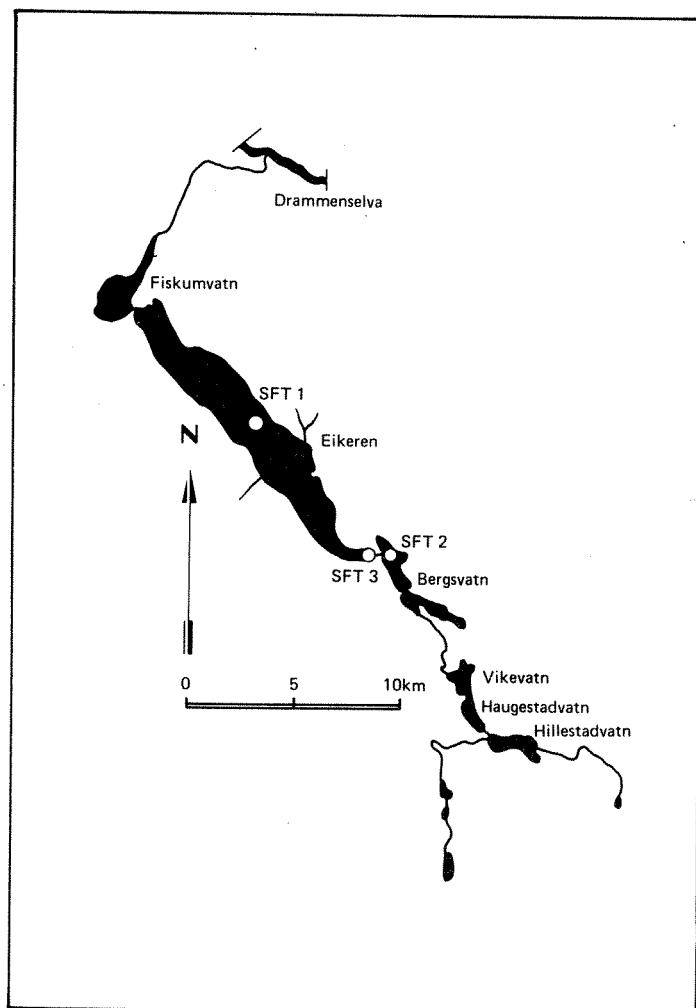 Drammenselva
Fiskumvatn
SFT 1
N
Eikeren
SFT 2
SFT 3
Bergsvatn
0 5 10km
Vikevatn
Haugestadvatn
Hillestadvatn